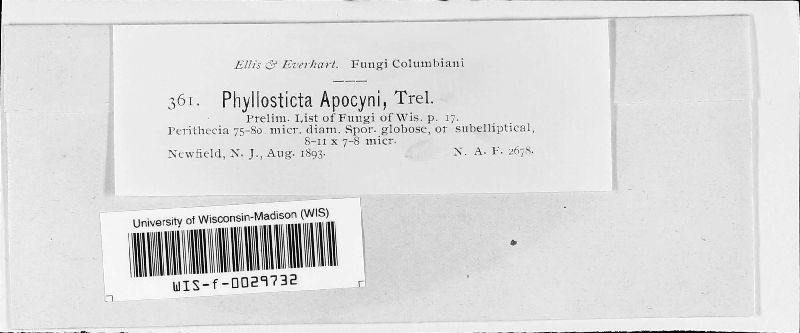 Ellis & Everhart. Fungi Columbiani
361. Phyllosticta Apocyni, Trel.
Prelim. List of Fungi of Wis. p. 17.
Perithecia 75-80 micr. diam. Spor. globose, or subelliptical,
8-11 x 7-8 micr.
Newfield, N. J., Aug. 1893. N. A. F. 2678.
University of Wisconsin-Madison (WIS)
WIS-f-0029732